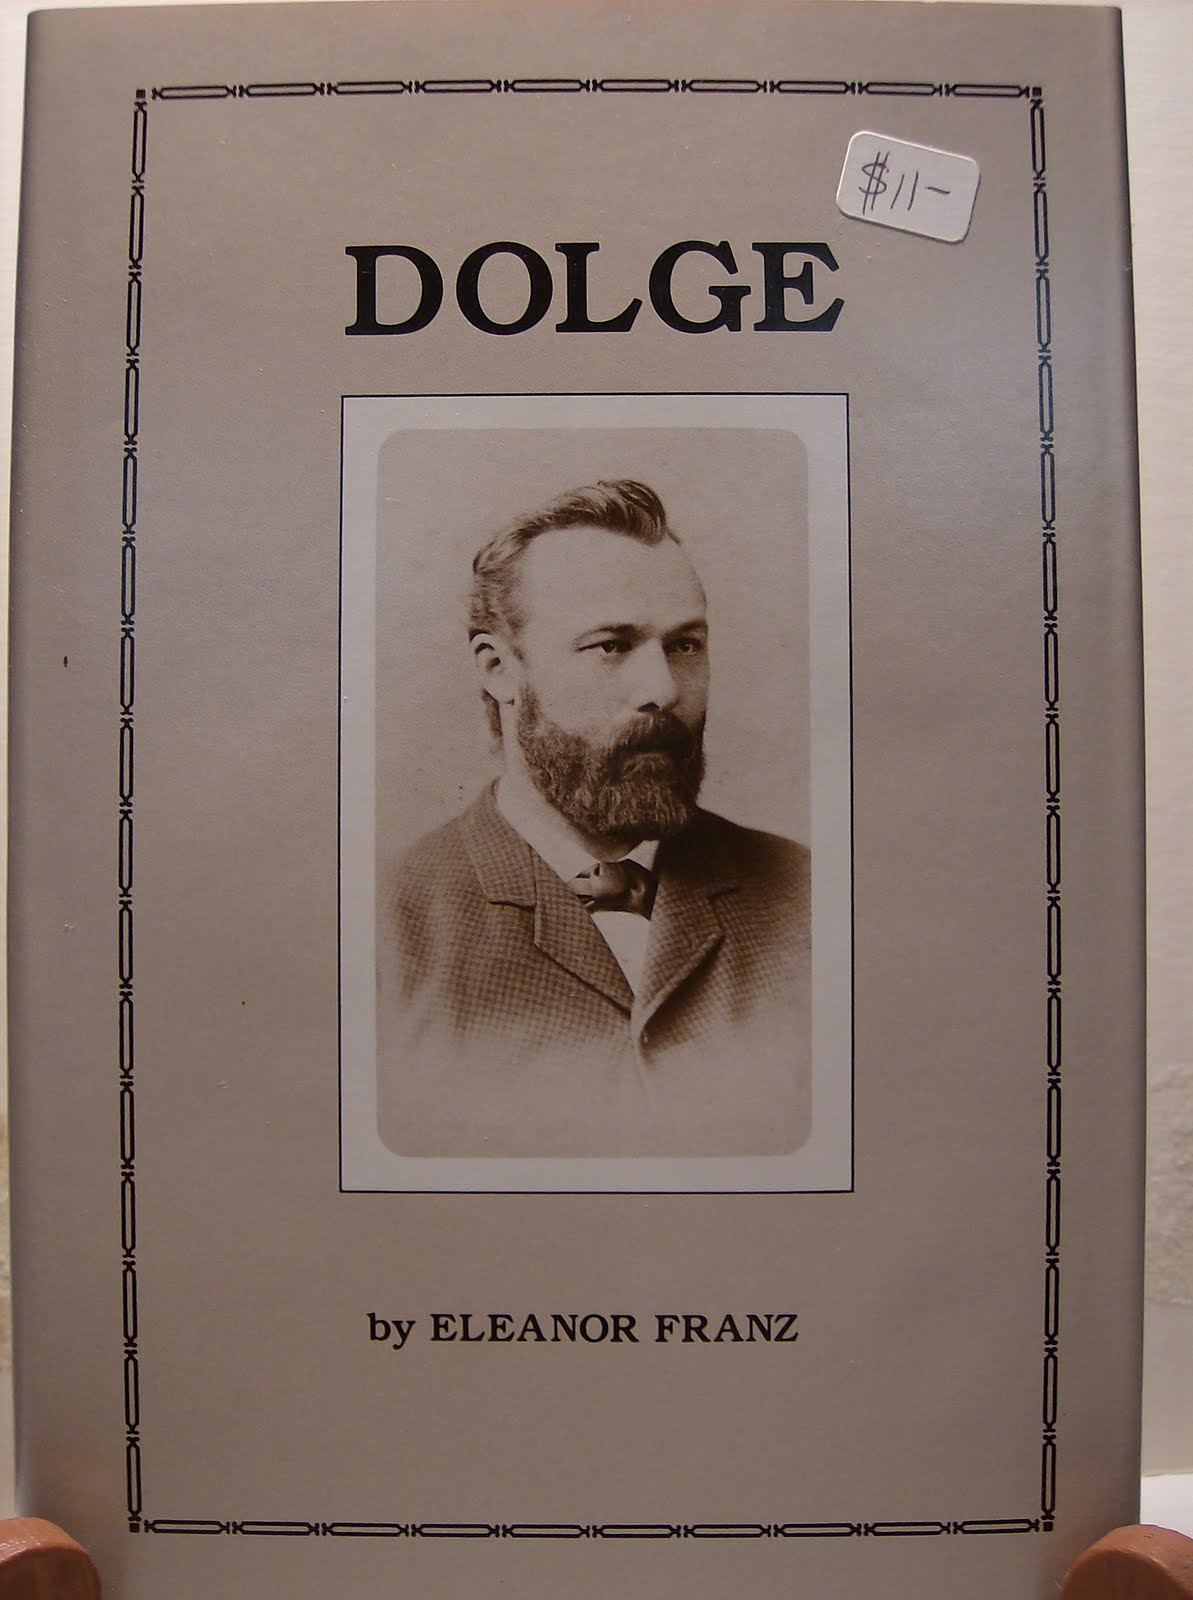 $11-
DOLGE
by ELEANOR FRANZ